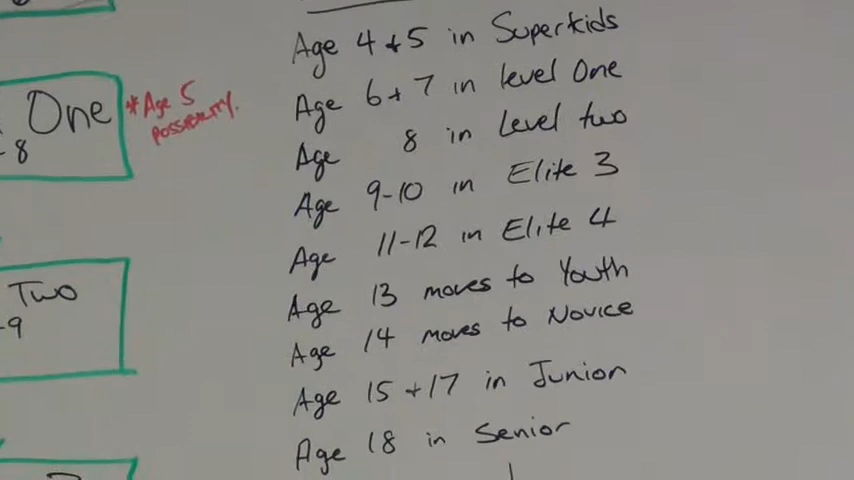 One
-8
*Age 5
POSSIBILITY.
Two
-9
Age 4+5 in Superkids
Age 6+7 in level One
Age 8 in Level two
Age 9-10 in Elite 3
Age 11-12 in Elite 4
Age 13 moves to Youth
Age 14 moves to Novice
Age 15+17 in Junior
Age 18 in Senior